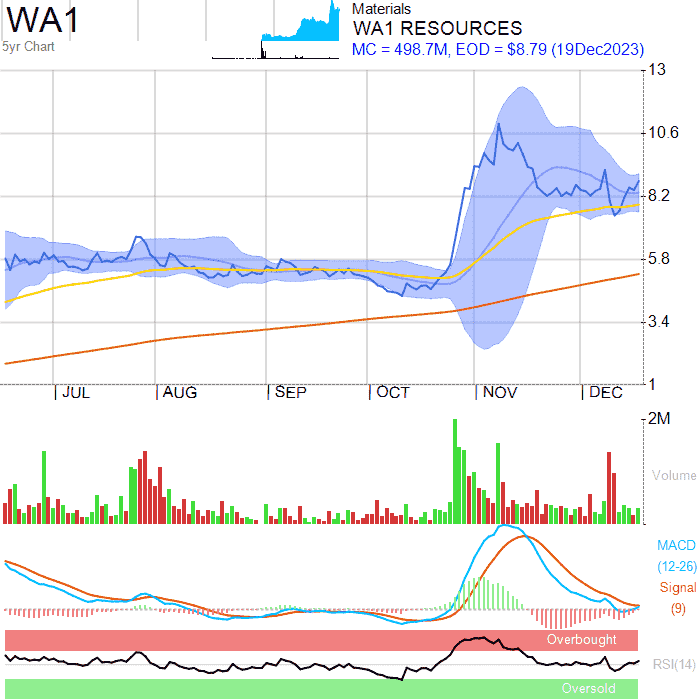 WA1
5yr Chart
Materials
WA1 RESOURCES
MC = 498.7M, EOD = $8.79 (19Dec2023)
13
10.6
8.2
5.8
3.4
1
JUL AUG SEP OCT NOV DEC
2M
Volume
MACD
(12-26)
Signal
(9)
Overbought
RSI(14)
Oversold